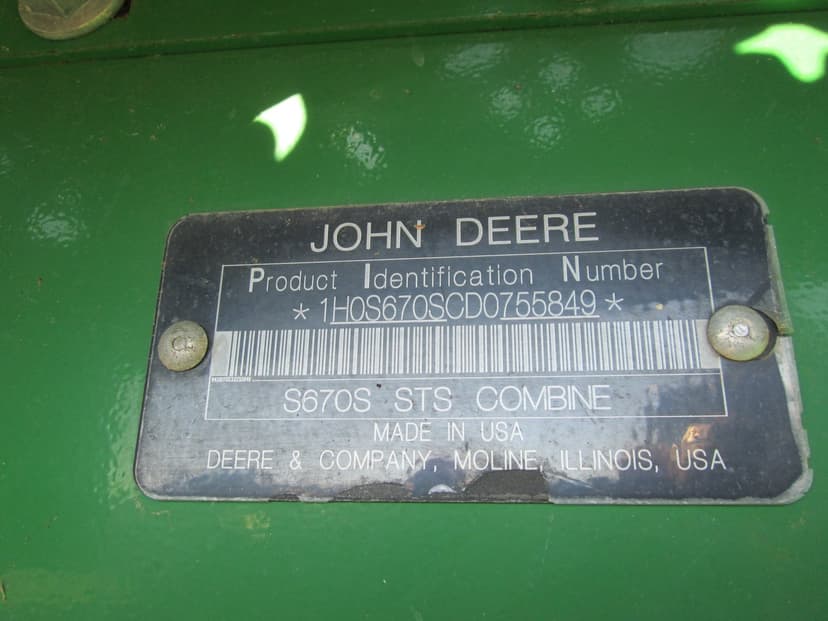 JOHN DEERE
Product Identification Number
*1H0S670SCD0755849*
S670S STS COMBINE
MADE IN USA
DEERE & COMPANY, MOLINE, ILLINOIS, USA